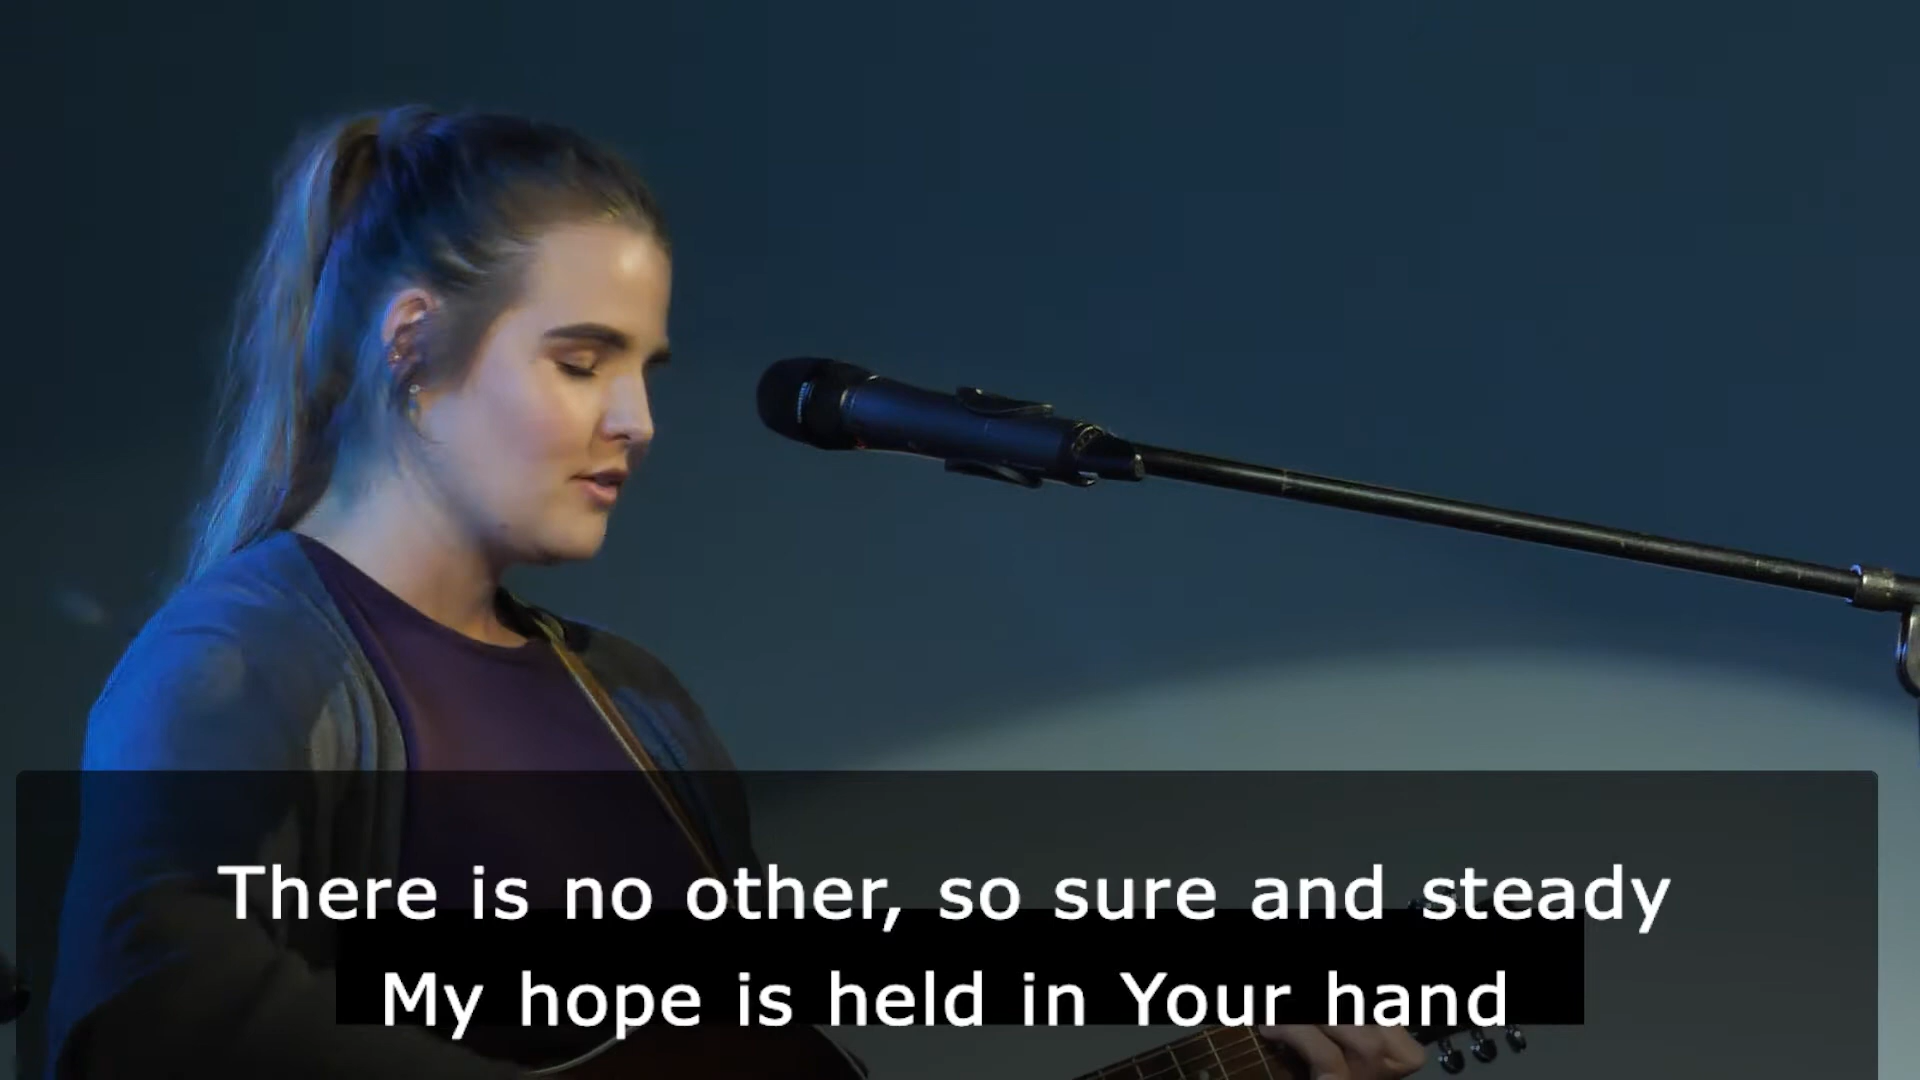 There is no other, so sure and steady
My hope is held in Your hand